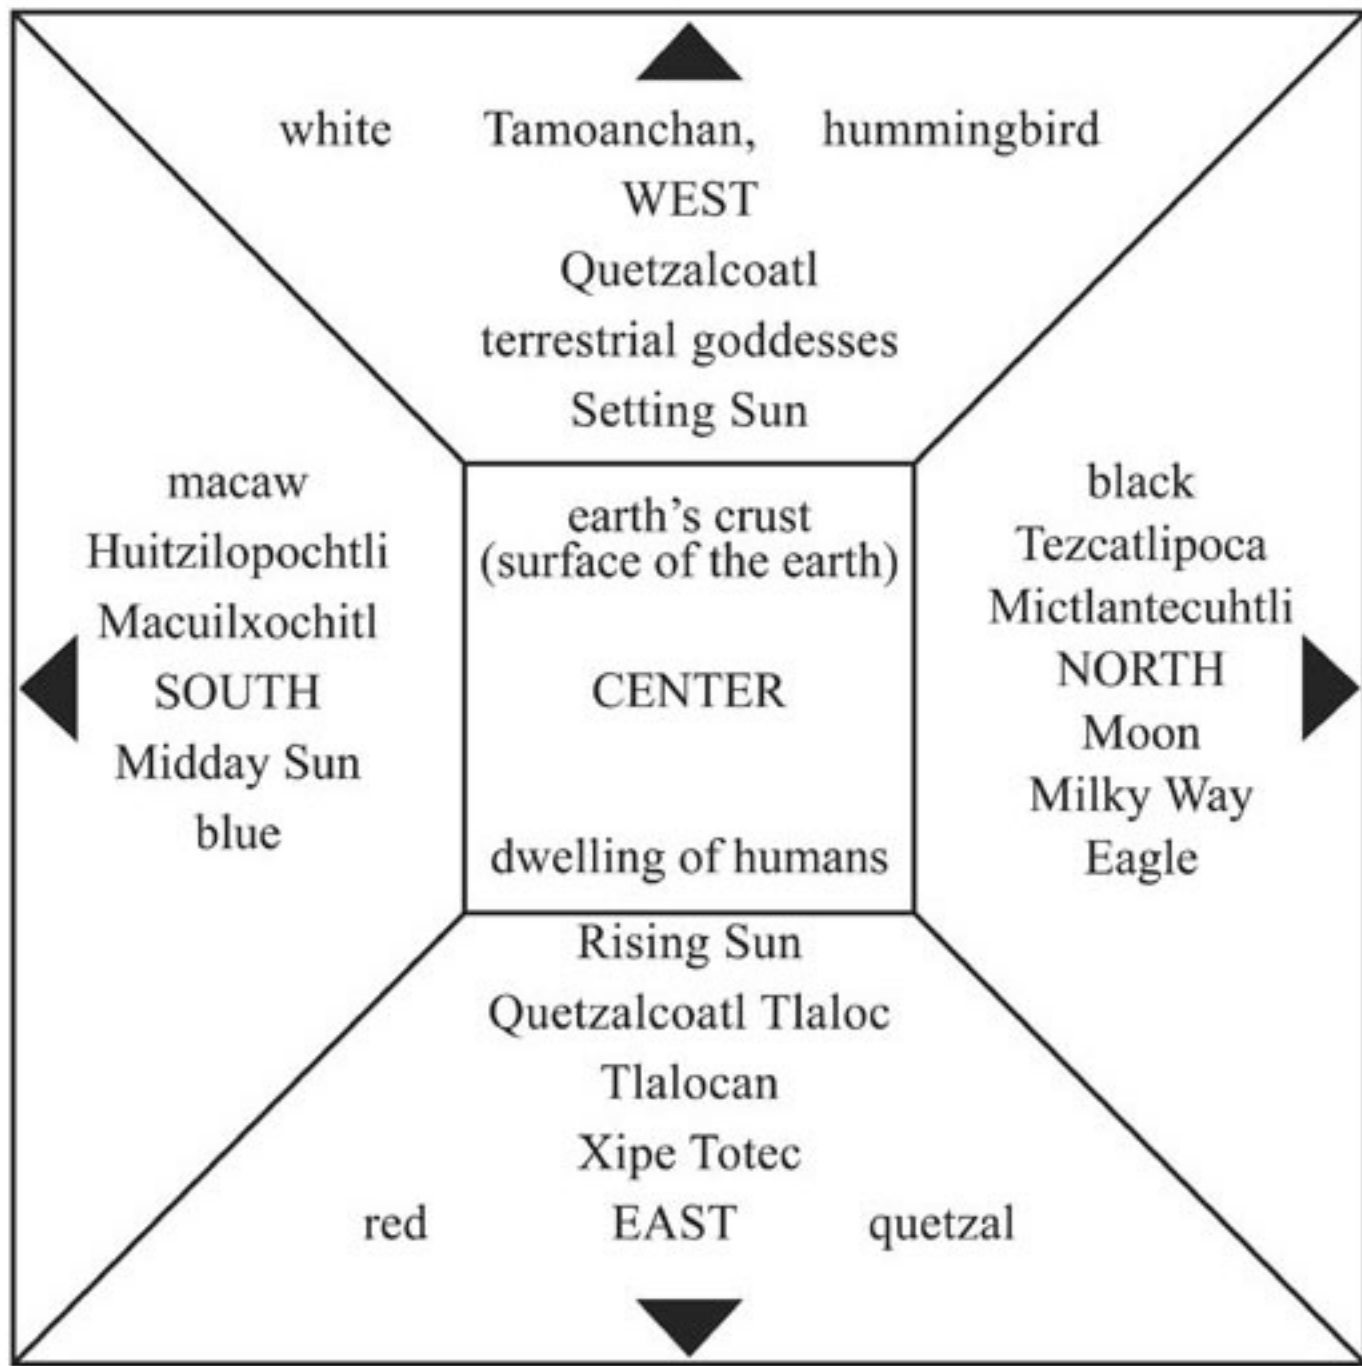 white Tamoanchan, hummingbird
WEST
Quetzalcoatl
terrestrial goddesses
Setting Sun
macaw
Huitzilopochtli
Macuilxochitl
SOUTH
Midday Sun
blue
earth's crust
(surface of the earth)
CENTER
dwelling of humans
black
Tezcatlipoca
Mictlantecuhtli
NORTH
Moon
Milky Way
Eagle
Rising Sun
Quetzalcoatl Tlaloc
Tlalocan
Xipe Totec
red EAST quetzal